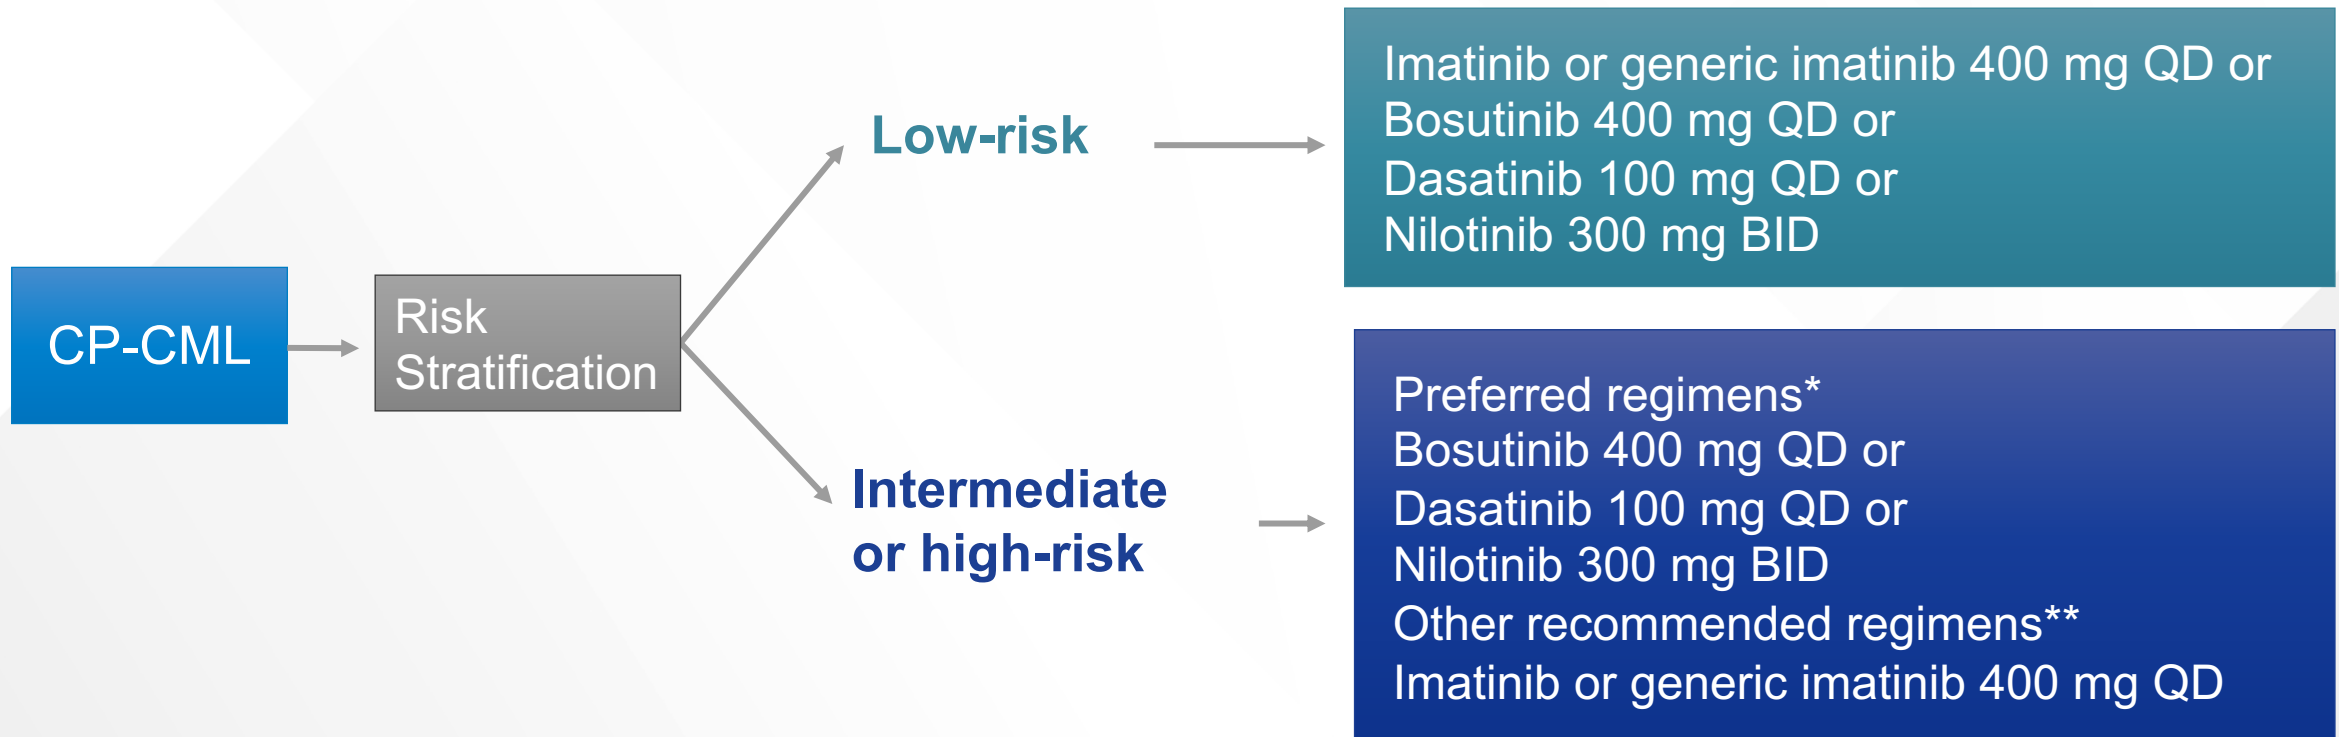 CP-CML
Risk
Stratification
Low-risk
Imatinib or generic imatinib 400 mg QD or
Bosutinib 400 mg QD or
Dasatinib 100 mg QD or
Nilotinib 300 mg BID
Intermediate
or high-risk
Preferred regimens*
Bosutinib 400 mg QD or
Dasatinib 100 mg QD or
Nilotinib 300 mg BID
Other recommended regimens**
Imatinib or generic imatinib 400 mg QD